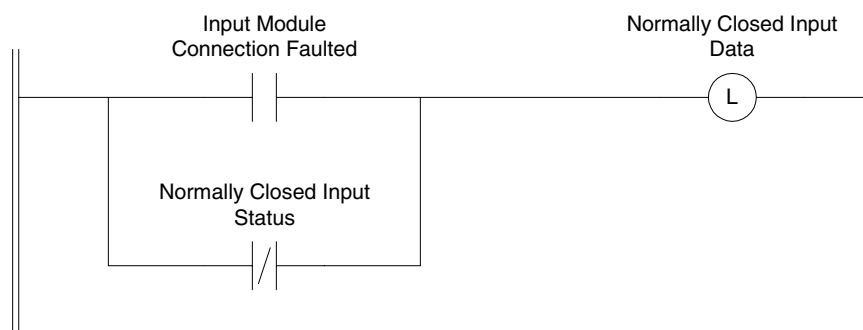 Input Module
Connection Faulted
Normally Closed Input
Data
L
Normally Closed Input
Status